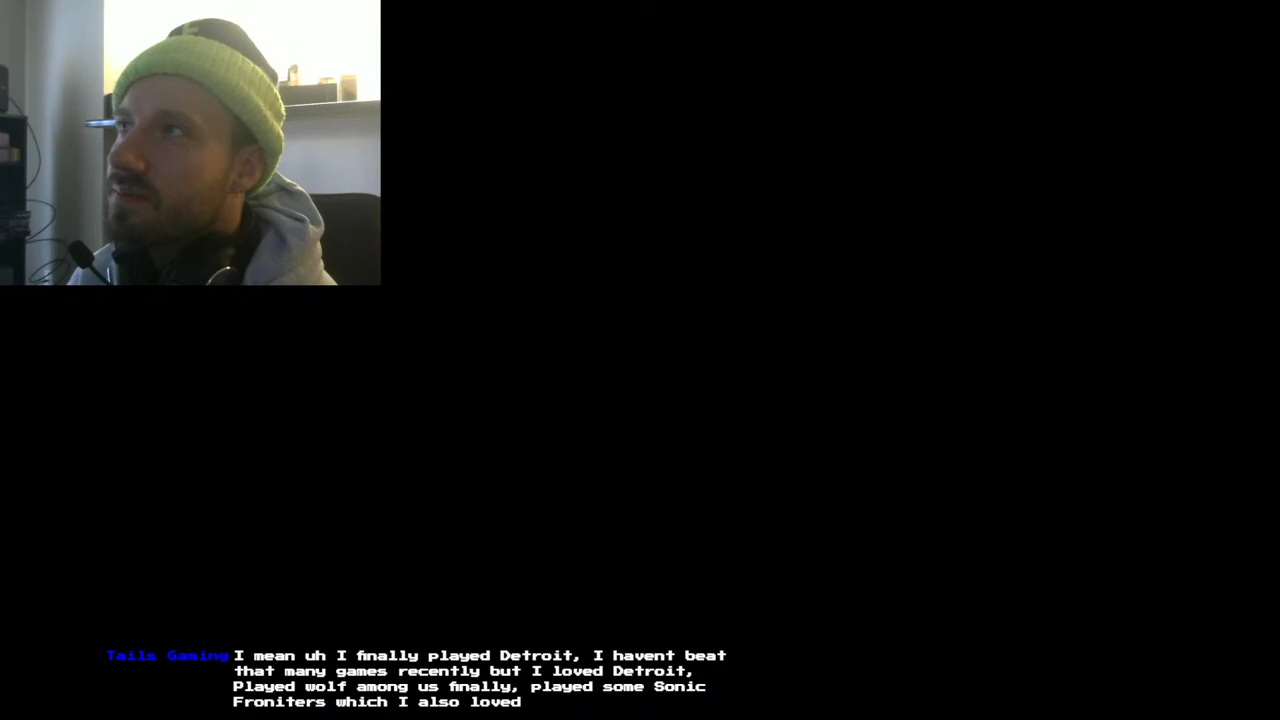 Tails Gaming I mean uh I finally played Detroit, I havent beat
that many games recently but I loved Detroit,
Played wolf among us finally, played some Sonic
Froniters which I also loved